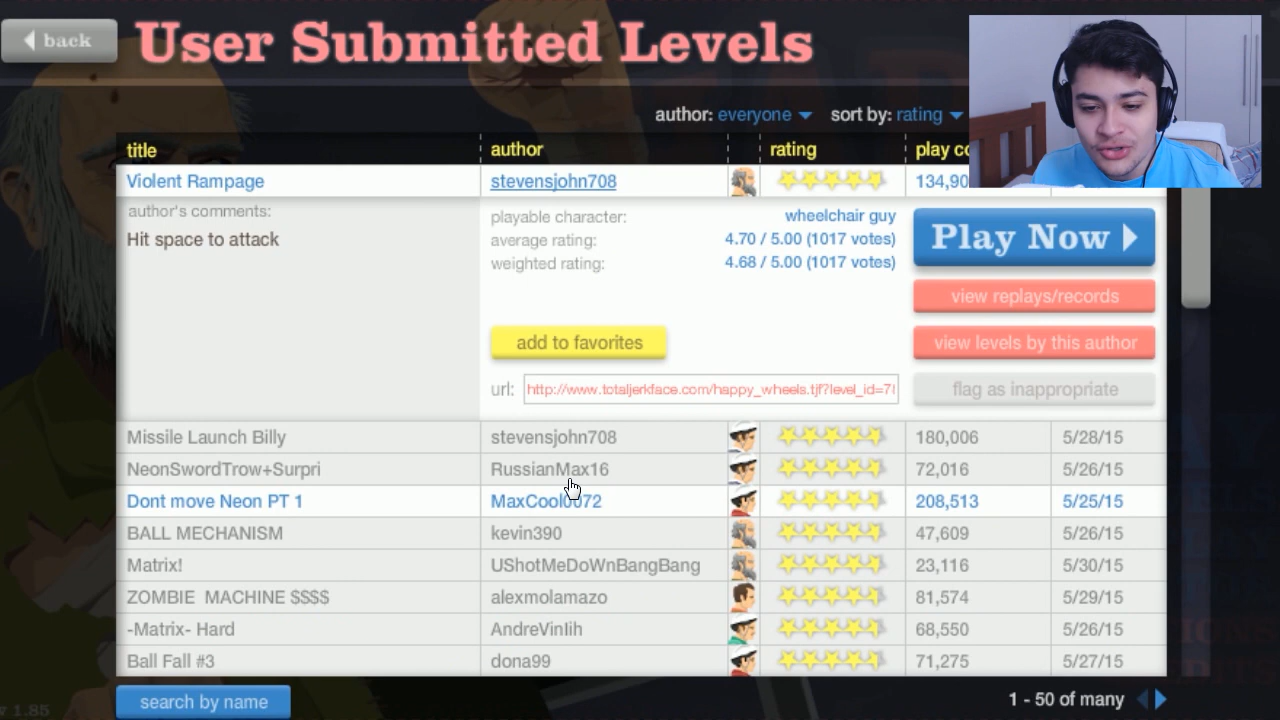 back
User Submitted Levels
author: everyone sort by: rating
title author rating play co
Violent Rampage stevensjohn708 134,90
author's comments:
Hit space to attack
playable character: wheelchair guy
average rating: 4.70 / 5.00 (1017 votes)
weighted rating: 4.68 / 5.00 (1017 votes)
Play Now
view replays/records
add to favorites
view levels by this author
url: http://www.totaljerkface.com/happy_wheels.tjf?level_id=7
flag as inappropriate
Missile Launch Billy stevensjohn708 180,006 5/28/15
NeonSwordTrow+Surpri RussianMax16 72,016 5/26/15
Dont move Neon PT 1 MaxCool0072 208,513 5/25/15
BALL MECHANISM kevin390 47,609 5/26/15
Matrix! UShotMeDoWnBangBang 23,116 5/30/15
ZOMBIE MACHINE $$$$ alexmolamazo 81,574 5/29/15
-Matrix- Hard AndreVinlih 68,550 5/26/15
Ball Fall #3 dona99 71,275 5/27/15
search by name
1 - 50 of many
v 1.85